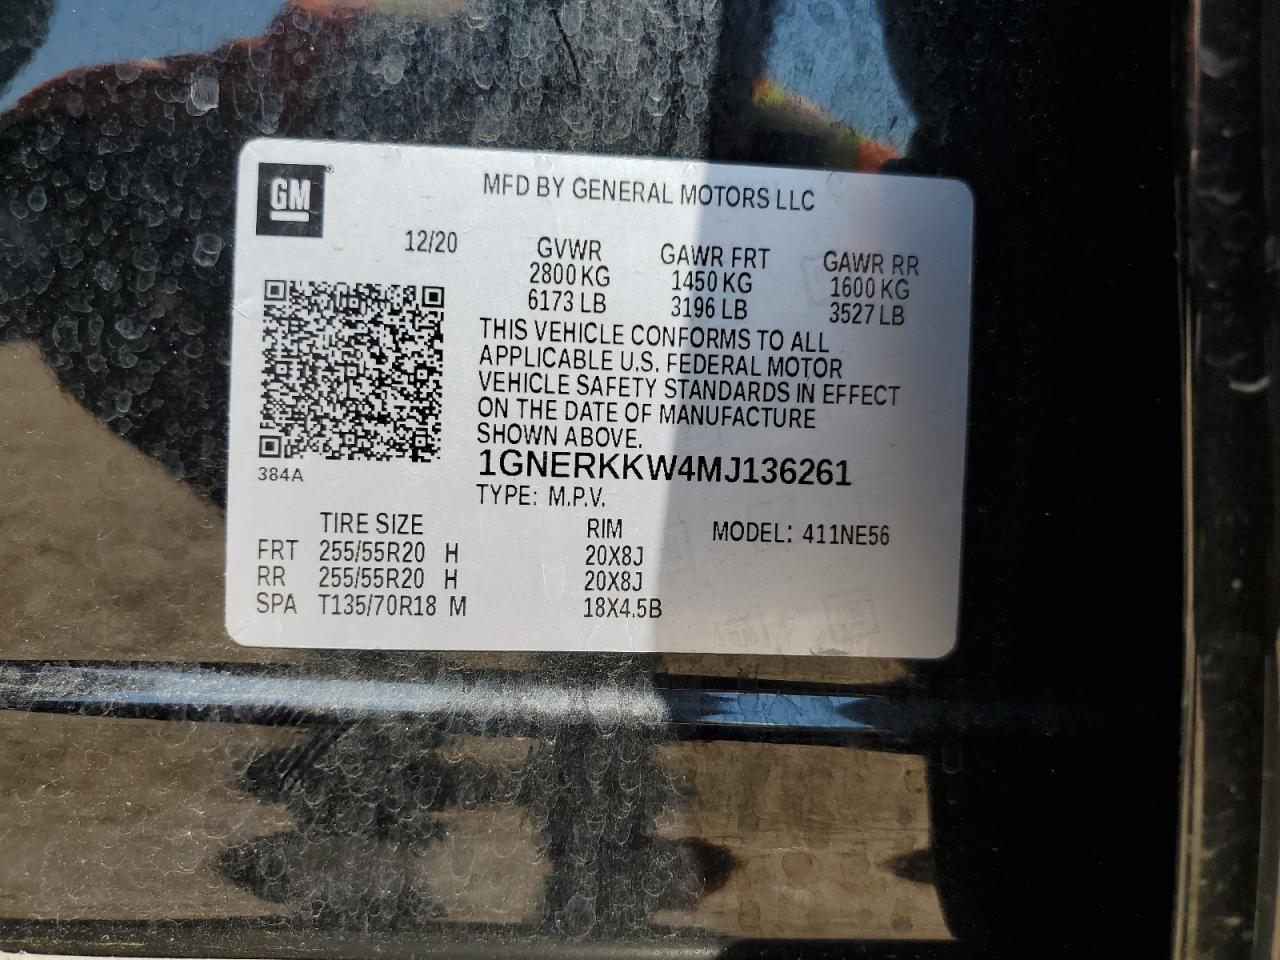 GM
MFD BY GENERAL MOTORS LLC
12/20
GVWR GAWR FRT GAWR RR
2800 KG 1450 KG 1600 KG
6173 LB 3196 LB 3527 LB
THIS VEHICLE CONFORMS TO ALL
APPLICABLE U.S. FEDERAL MOTOR
VEHICLE SAFETY STANDARDS IN EFFECT
ON THE DATE OF MANUFACTURE
SHOWN ABOVE.
384A
1GNERKKW4MJ136261
TYPE: M.P.V.
TIRE SIZE RIM MODEL: 411NE56
FRT 255/55R20 H 20X8J
RR 255/55R20 H 20X8J
SPA T135/70R18 M 18X4.5B